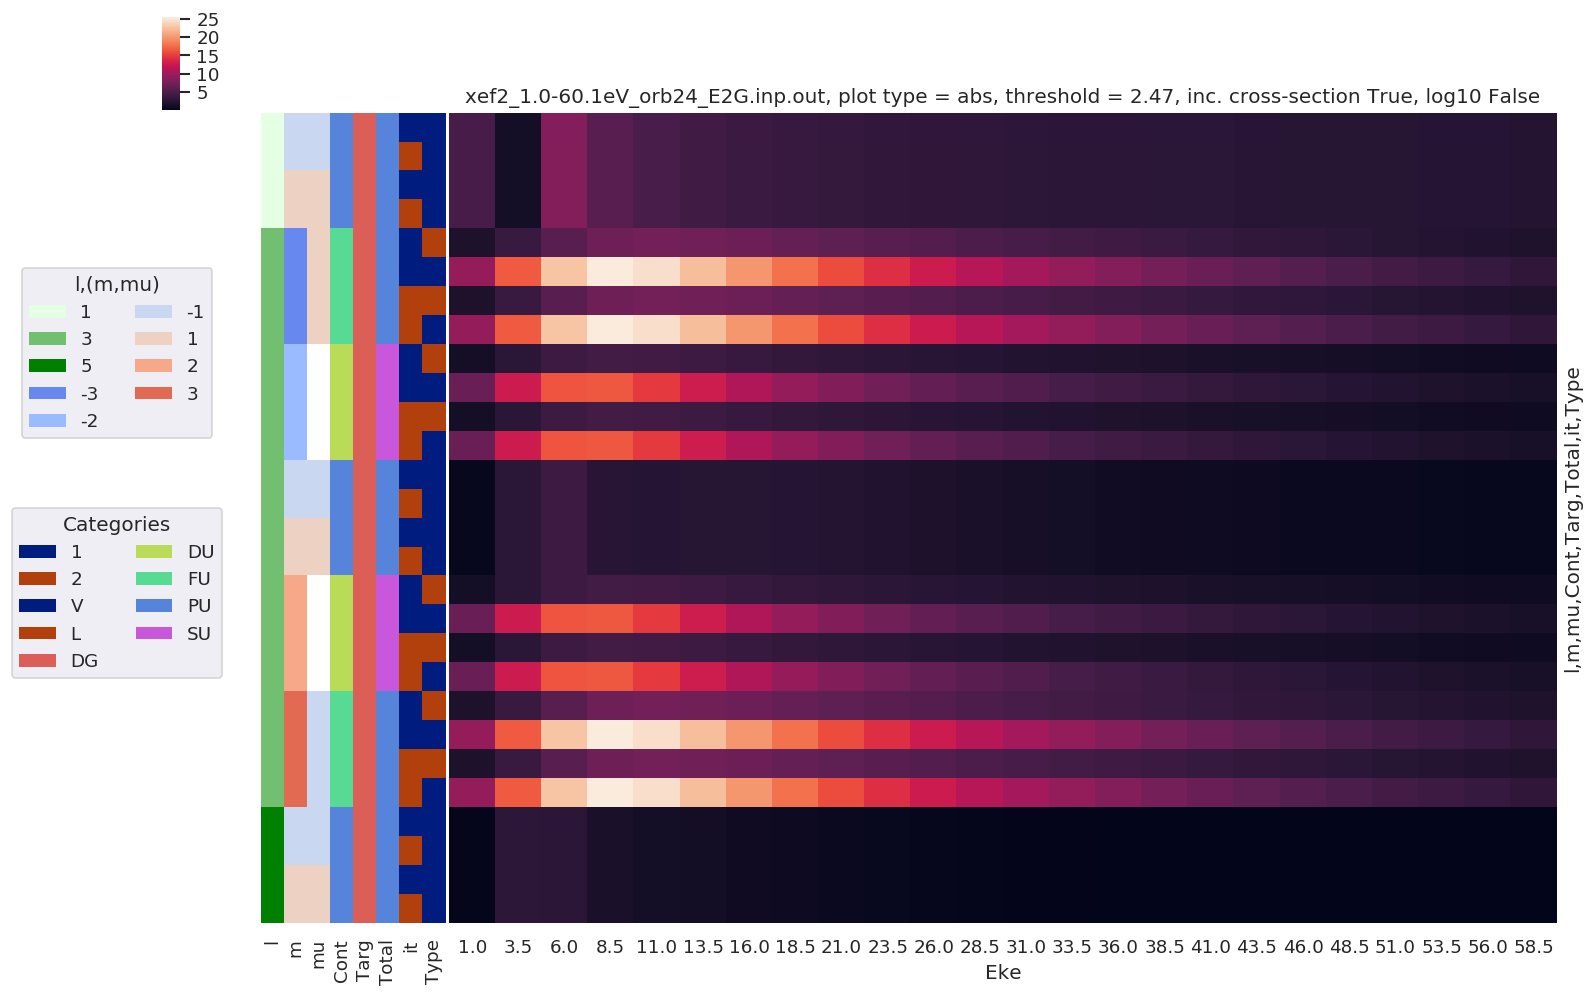 25
20
15
10
5
xef2_1.0-60.1eV_orb24_E2G.inp.out, plot type = abs, threshold = 2.47, inc. cross-section True, log10 False
l,(m,mu)
1 -1
3 1
5 2
-3 3
-2
Categories
1 DU
2 FU
V PU
L SU
DG
l,m,mu,Cont,Targ,Total,it,Type
l m mu Cont Targ Total it Type
1.0 3.5 6.0 8.5 11.0 13.5 16.0 18.5 21.0 23.5 26.0 28.5 31.0 33.5 36.0 38.5 41.0 43.5 46.0 48.5 51.0 53.5 56.0 58.5
Eke